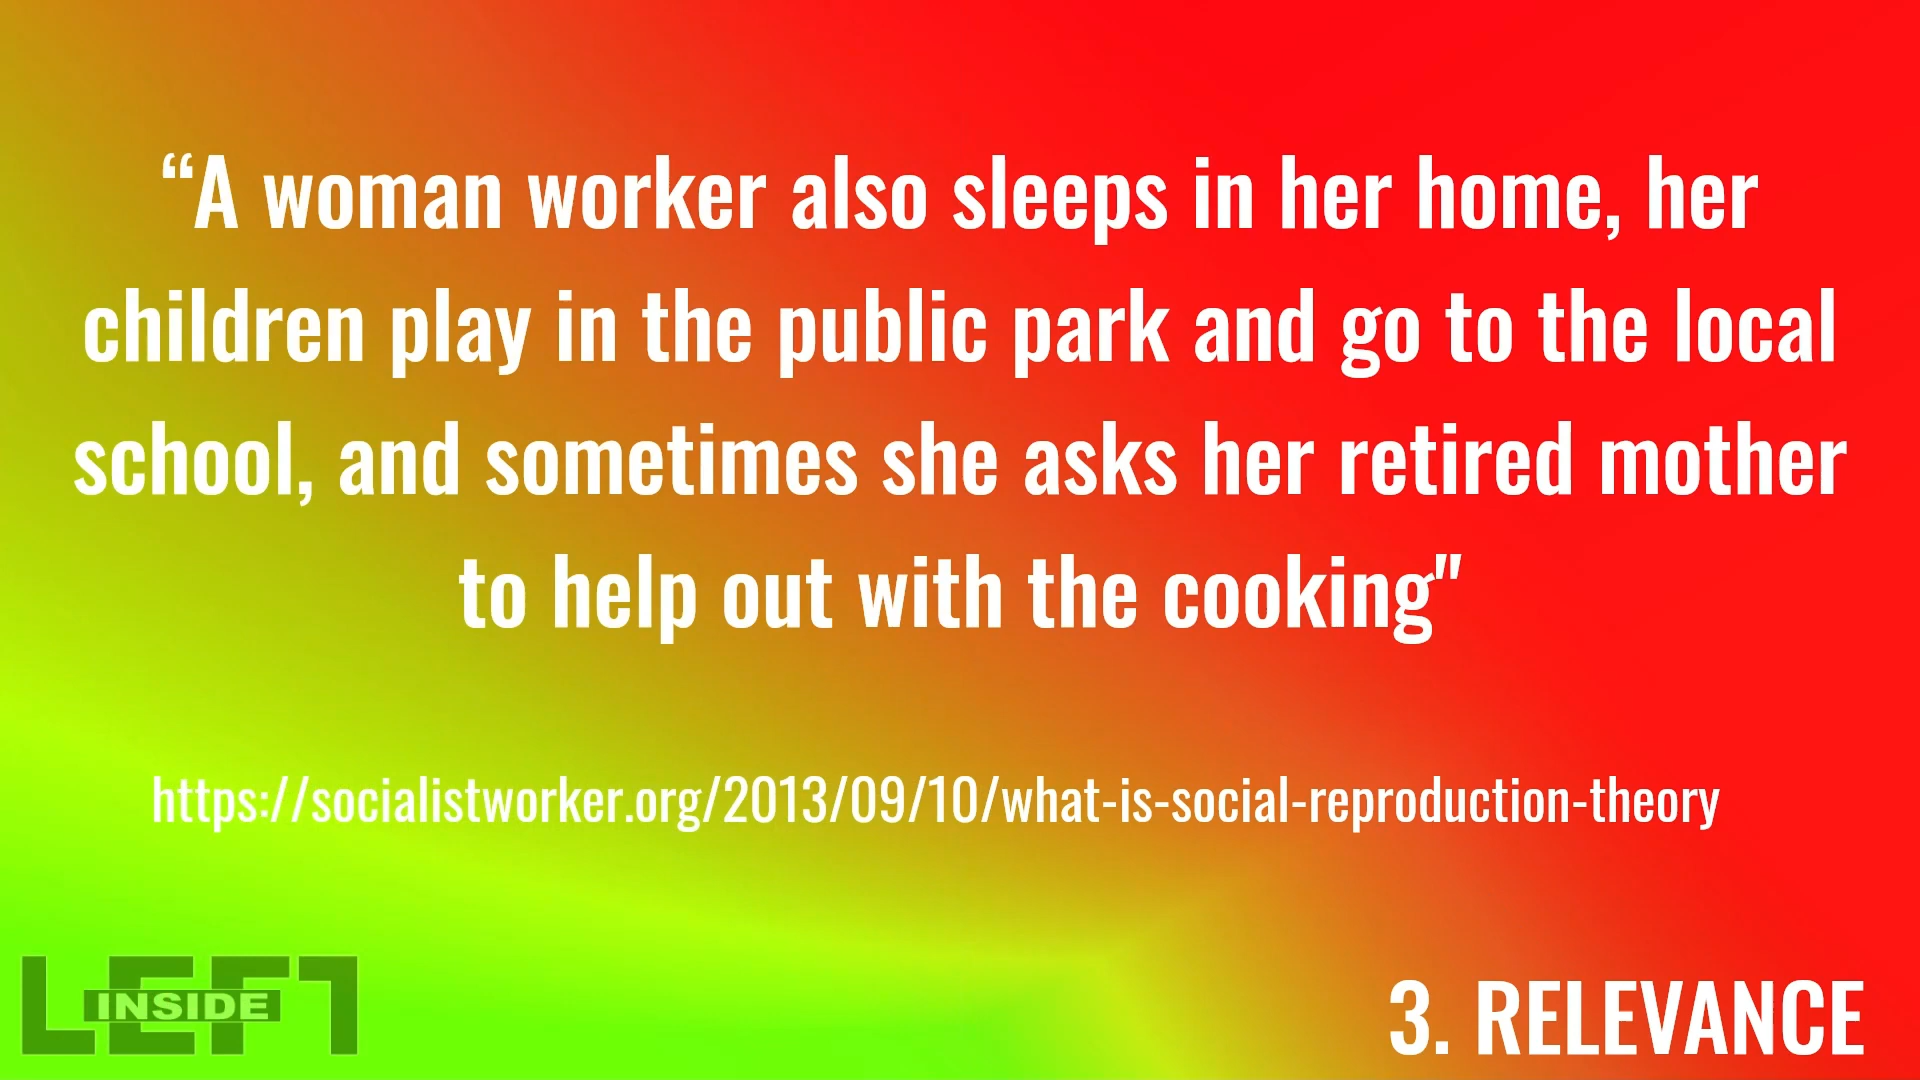 “A woman worker also sleeps in her home, her
children play in the public park and go to the local
school, and sometimes she asks her retired mother
to help out with the cooking"
https://socialistworker.org/2013/09/10/what-is-social-reproduction-theory
LEFT
INSIDE
3. RELEVANCE